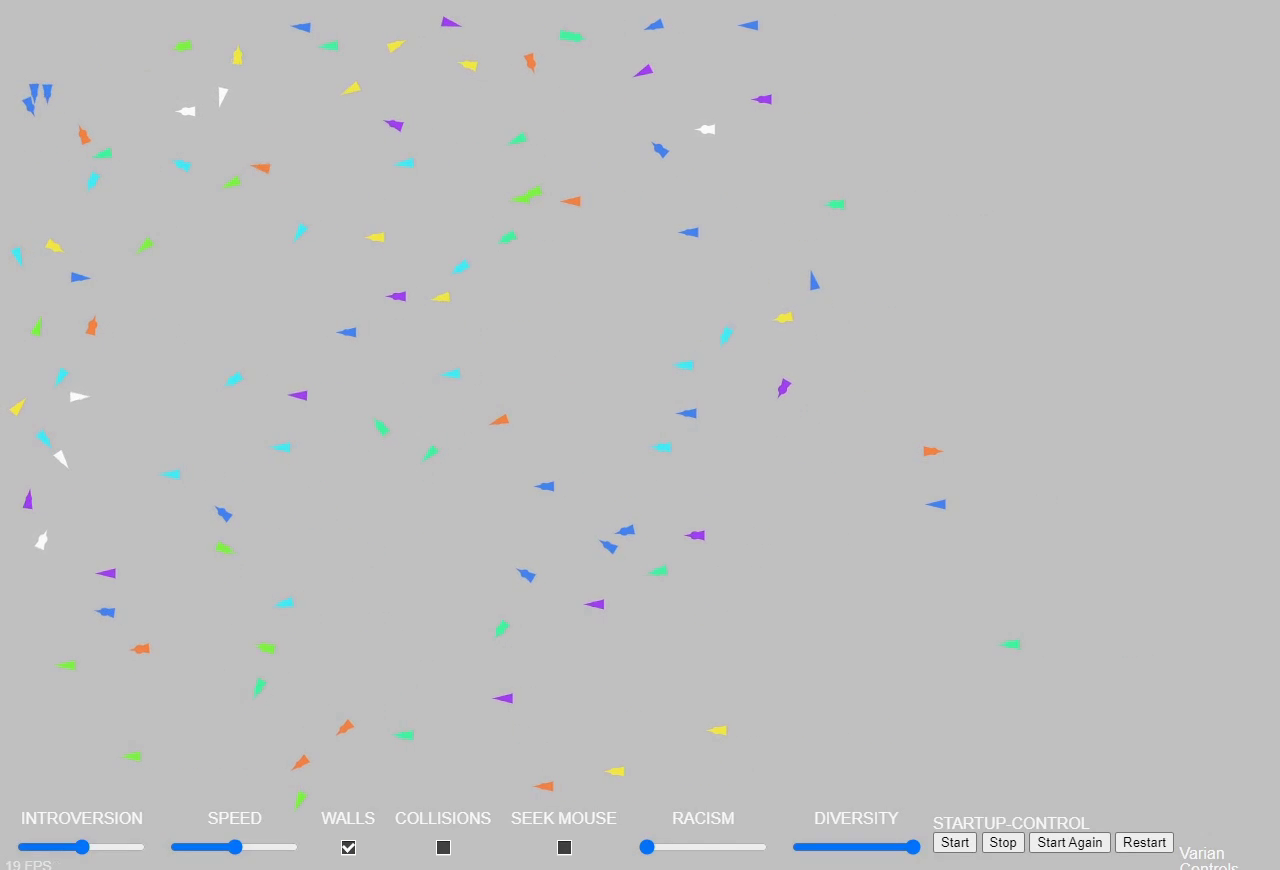 INTROVERSION SPEED WALLS COLLISIONS SEEK MOUSE RACISM DIVERSITY STARTUP-CONTROL
Start Stop Start Again Restart
Varian
Controls
19 FPS